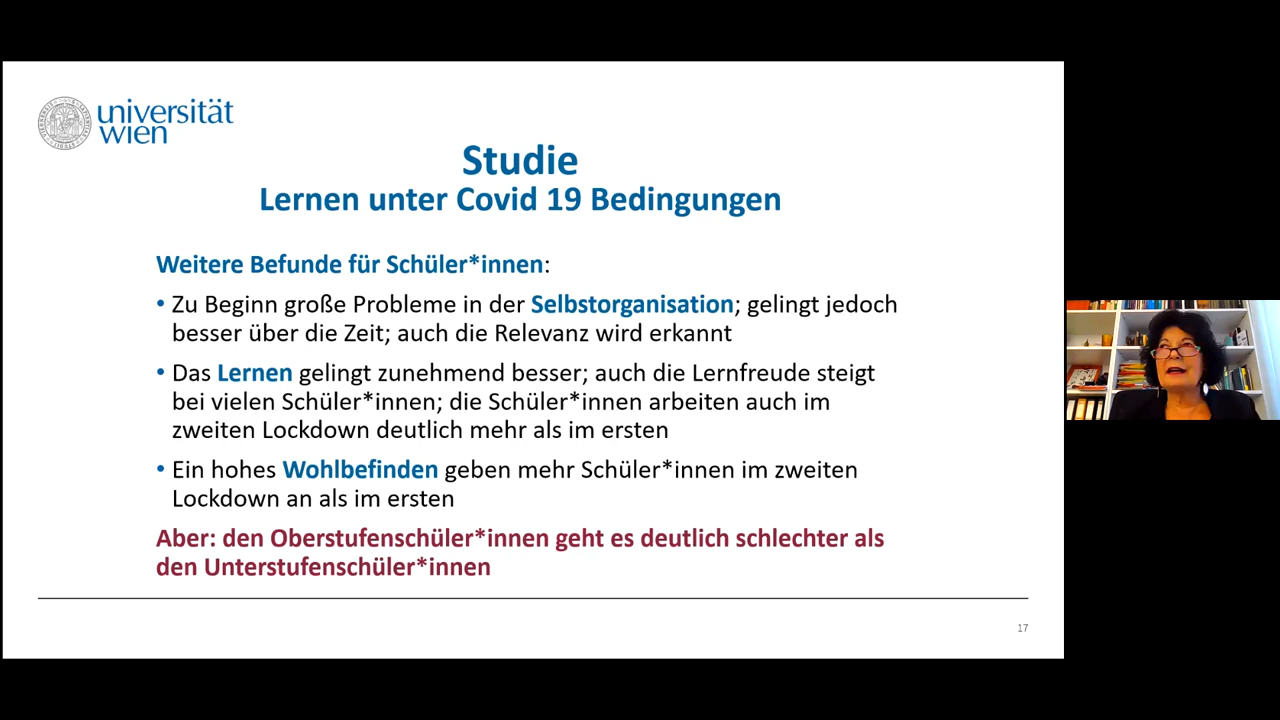 universität
wien
Studie
Lernen unter Covid 19 Bedingungen
Weitere Befunde für Schüler*innen:
• Zu Beginn große Probleme in der Selbstorganisation; gelingt jedoch
besser über die Zeit; auch die Relevanz wird erkannt
• Das Lernen gelingt zunehmend besser; auch die Lernfreude steigt
bei vielen Schüler*innen; die Schüler*innen arbeiten auch im
zweiten Lockdown deutlich mehr als im ersten
• Ein hohes Wohlbefinden geben mehr Schüler*innen im zweiten
Lockdown an als im ersten
Aber: den Oberstufenschüler*innen geht es deutlich schlechter als
den Unterstufenschüler*innen
17